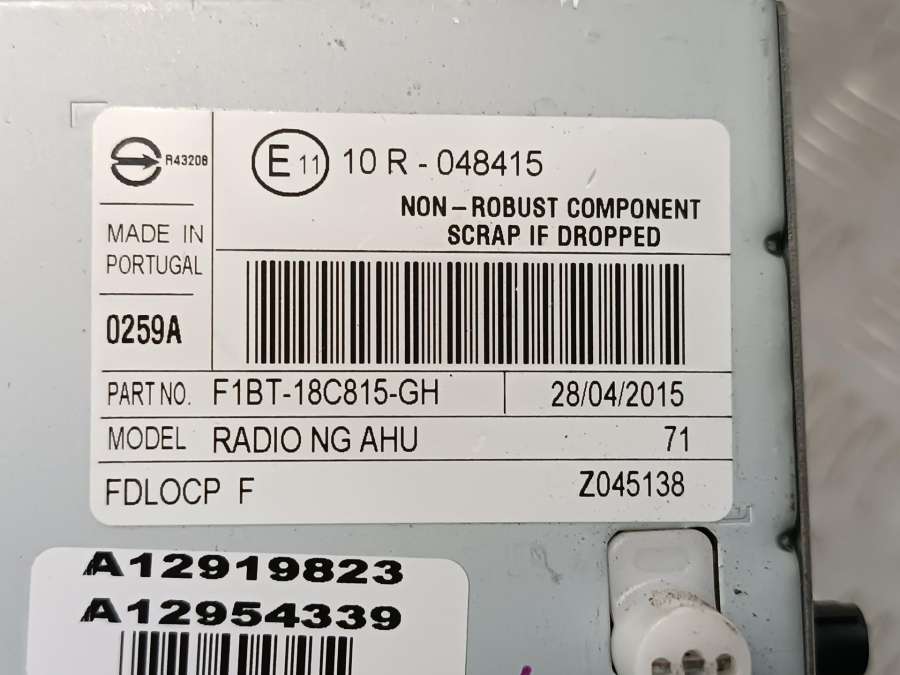 R43208
E 11 10 R - 048415
NON-ROBUST COMPONENT
SCRAP IF DROPPED
MADE IN
PORTUGAL
0259A
PART NO. F1BT-18C815-GH 28/04/2015
MODEL RADIO NG AHU 71
FDLOCP F Z045138
A12919823
A12954339